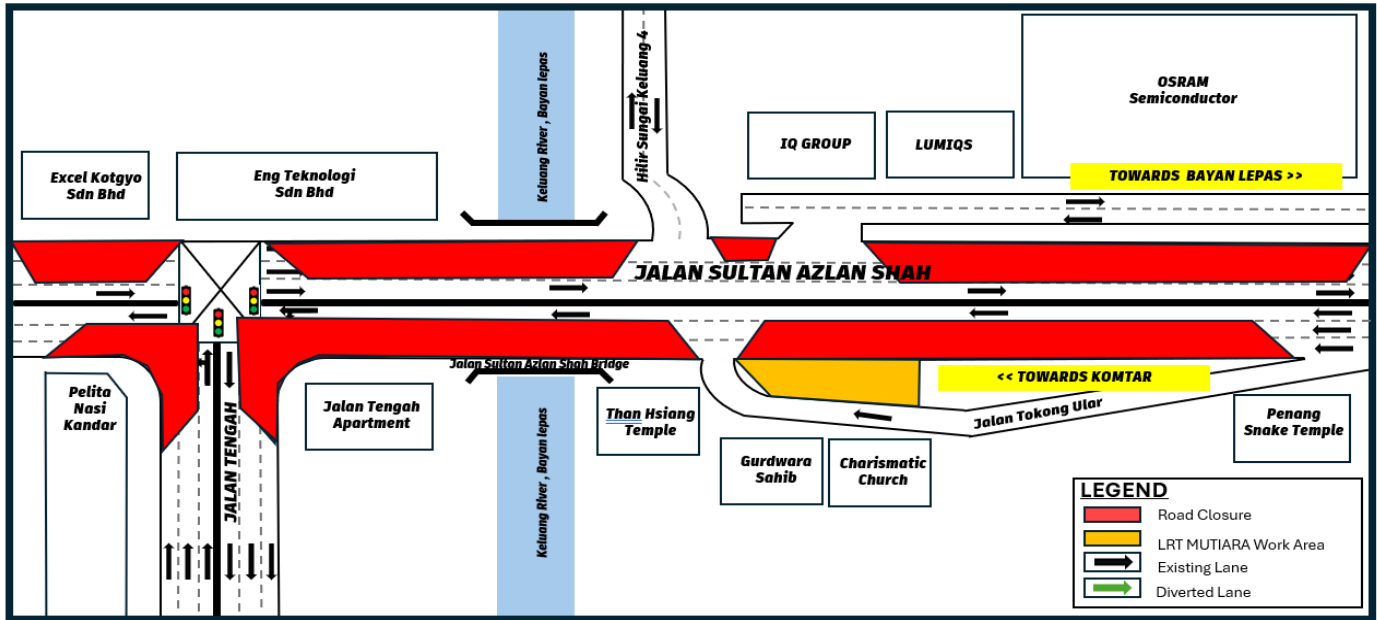 Hilir Sungai Keluang 4
Keluang River , Bayan lepas
OSRAM
Semiconductor
IQ GROUP
LUMIQS
Excel Kotgyo
Sdn Bhd
Eng Teknologi
Sdn Bhd
TOWARDS BAYAN LEPAS >>
JALAN SULTAN AZLAN SHAH
Jalan Sultan Azlan Shah Bridge
<< TOWARDS KOMTAR
Pelita
Nasi
Kandar
JALAN TENGAH
Jalan Tengah
Apartment
Keluang River, Bayan lepas
Than Hsiang
Temple
Jalan Tokong Ular
Penang
Snake Temple
Gurdwara
Sahib
Charismatic
Church
LEGEND
Road Closure
LRT MUTIARA Work Area
Existing Lane
Diverted Lane